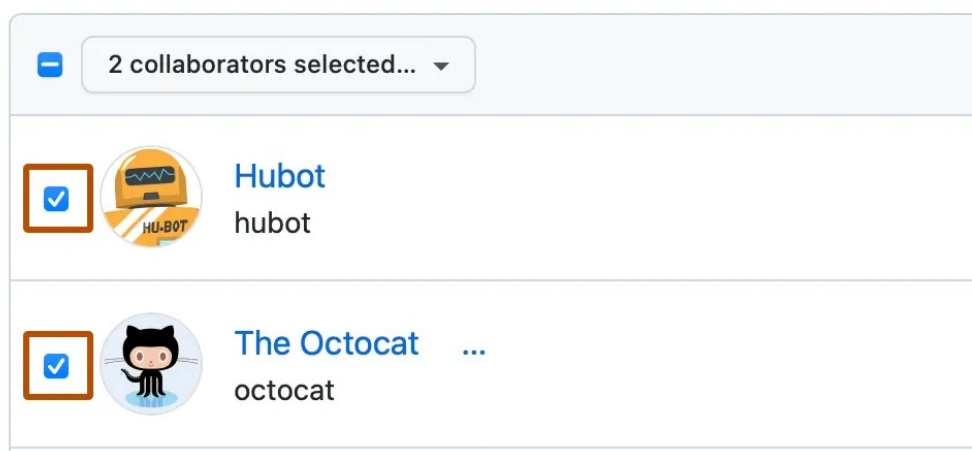 2 collaborators selected...
Hubot
hubot
HU-BOT
The Octocat ...
octocat